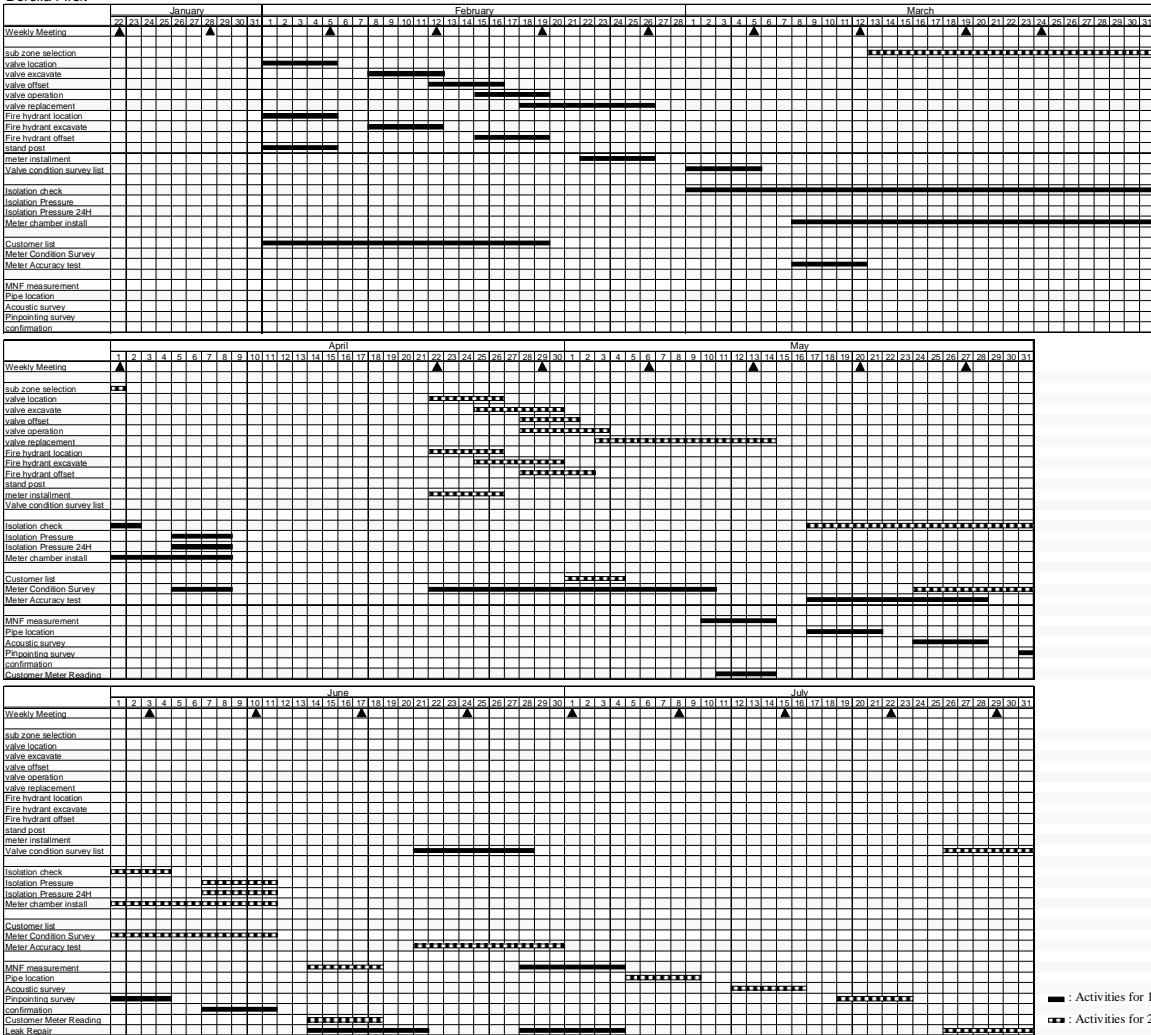 January February March
22 23 24 25 26 27 28 29 30 31 1 2 3 4 5 6 7 8 9 10 11 12 13 14 15 16 17 18 19 20 21 22 23 24 25 26 27 28 1 2 3 4 5 6 7 8 9 10 11 12 13 14 15 16 17 18 19 20 21 22 23 24 25 26 27 28 29 30 31
Weekly Meeting
sub zone selection
valve location
valve excavate
valve offset
valve operation
valve replacement
Fire hydrant location
Fire hydrant excavate
Fire hydrant offset
stand post
meter installment
Valve condition survey list
Isolation check
Isolation Pressure
Isolation Pressure 24H
Meter chamber install
Customer list
Meter Condition Survey
Meter Accuracy test
MNF measurement
Pipe location
Acoustic survey
Pinpointing survey
confirmation
April May
1 2 3 4 5 6 7 8 9 10 11 12 13 14 15 16 17 18 19 20 21 22 23 24 25 26 27 28 29 30 1 2 3 4 5 6 7 8 9 10 11 12 13 14 15 16 17 18 19 20 21 22 23 24 25 26 27 28 29 30 31
Weekly Meeting
sub zone selection
valve location
valve excavate
valve offset
valve operation
valve replacement
Fire hydrant location
Fire hydrant excavate
Fire hydrant offset
stand post
meter installment
Valve condition survey list
Isolation check
Isolation Pressure
Isolation Pressure 24H
Meter chamber install
Customer list
Meter Condition Survey
Meter Accuracy test
MNF measurement
Pipe location
Acoustic survey
Pinpointing survey
confirmation
Customer Meter Reading
June July
1 2 3 4 5 6 7 8 9 10 11 12 13 14 15 16 17 18 19 20 21 22 23 24 25 26 27 28 29 30 1 2 3 4 5 6 7 8 9 10 11 12 13 14 15 16 17 18 19 20 21 22 23 24 25 26 27 28 29 30 31
Weekly Meeting
sub zone selection
valve location
valve excavate
valve offset
valve operation
valve replacement
Fire hydrant location
Fire hydrant excavate
Fire hydrant offset
stand post
meter installment
Valve condition survey list
Isolation check
Isolation Pressure
Isolation Pressure 24H
Meter chamber install
Customer list
Meter Condition Survey
Meter Accuracy test
MNF measurement
Pipe location
Acoustic survey
Pinpointing survey
confirmation
Customer Meter Reading
Leak Repair
: Activities for 1
: Activities for 2